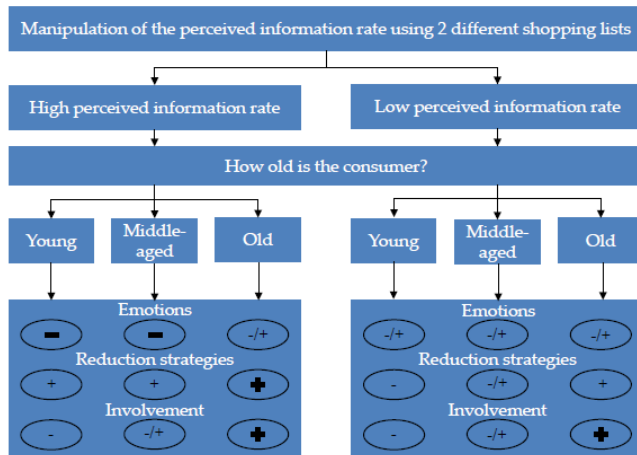 Manipulation of the perceived information rate using 2 different shopping lists
High perceived information rate
Low perceived information rate
How old is the consumer?
Young
Middle-
aged
Old
Young
Middle-
aged
Old
Emotions
- - -/+
Reduction strategies
+ + +
Involvement
- -/+ +
Emotions
-/+ -/+ -/+
Reduction strategies
- -/+ +
Involvement
- -/+ +